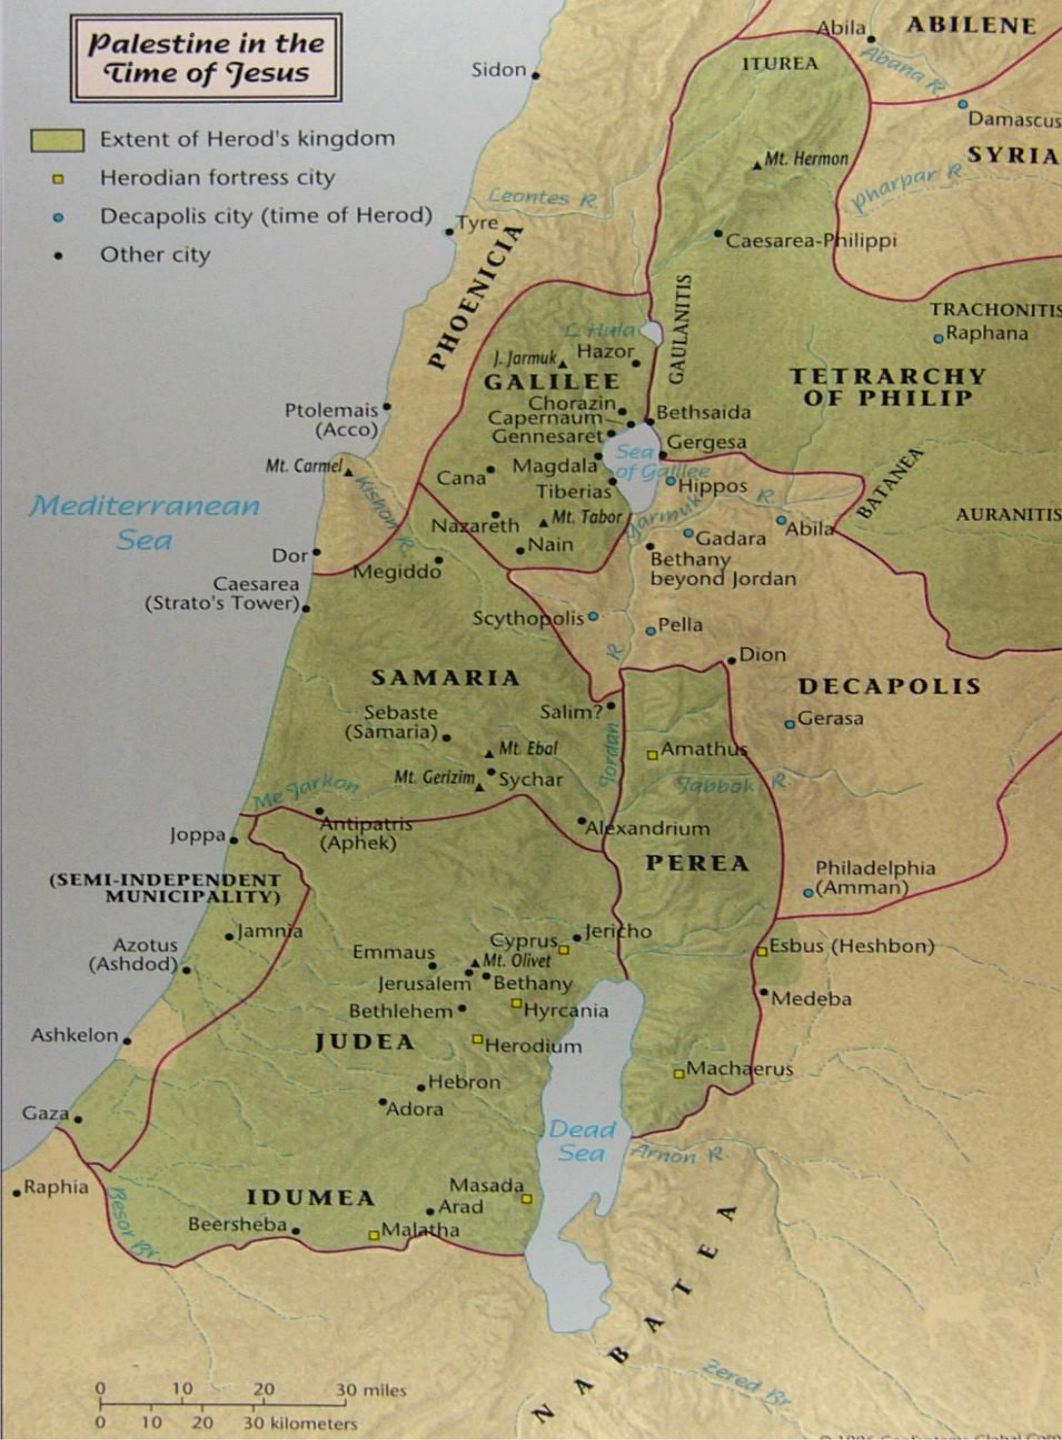 Palestine in the
Time of Jesus
Extent of Herod's kingdom
Herodian fortress city
Decapolis city (time of Herod)
Other city
Abila
ABILENE
Abana R.
Sidon
ITUREA
Damascus
SYRIA
Mt. Hermon
Pharpar R.
Leontes R.
Tyre
Caesarea-Philippi
PHOENICIA
GAULANITIS
TRACHONITIS
Raphana
L. Hula
J. Jarmuk
Hazor
GALILEE
TETRARCHY
OF PHILIP
Chorazin
Capernaum
Bethsaida
Gennesaret
Ptolemais
(Acco)
Gergesa
Sea
of Galilee
Mt. Carmel
Magdala
Cana
Tiberias
Hippos
BATANEA
Kishon R.
Yarmuk R.
AURANITIS
Mediterranean
Sea
Nazareth
Mt. Tabor
Abila
Gadara
Nain
Dor
Bethany
beyond Jordan
Megiddo
Caesarea
(Strato's Tower)
Scythopolis
Pella
Dion
SAMARIA
DECAPOLIS
Salim?
Sebaste
(Samaria)
Gerasa
Mt. Ebal
Jordan R.
Amathus
Mt. Gerizim
Sychar
Jabbok R.
Me Jarkon
Joppa
Antipatris
(Aphek)
Alexandrium
PEREA
(SEMI-INDEPENDENT
MUNICIPALITY)
Philadelphia
(Amman)
Jamnia
Jericho
Cyprus
Esbus (Heshbon)
Azotus
(Ashdod)
Emmaus
Mt. Olivet
Jerusalem
Bethany
Medeba
Bethlehem
Hyrcania
Ashkelon
JUDEA
Herodium
Machaerus
Hebron
Adora
Gaza
Dead
Sea
Arnon R.
Raphia
Besor Br.
IDUMEA
Masada
Arad
Beersheba
Malatha
NABATEA
Zered Br.
0 10 20 30 miles
0 10 20 30 kilometers